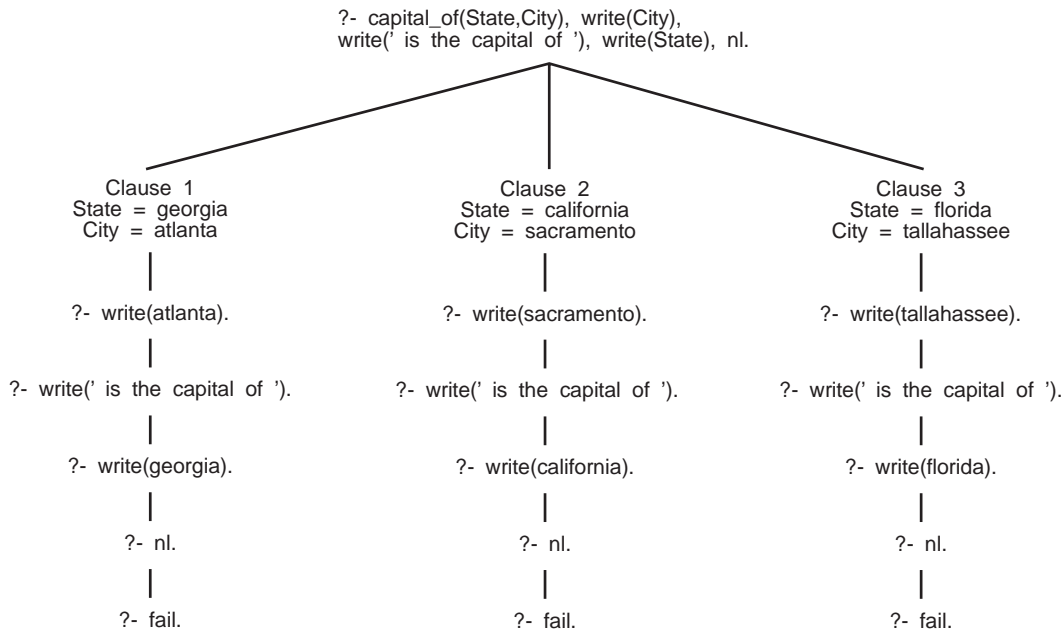 ?- capital_of(State,City), write(City),
write(' is the capital of '), write(State), nl.
Clause 1
State = georgia
City = atlanta
?- write(atlanta).
?- write(' is the capital of ').
?- write(georgia).
?- nl.
?- fail.
Clause 2
State = california
City = sacramento
?- write(sacramento).
?- write(' is the capital of ').
?- write(california).
?- nl.
?- fail.
Clause 3
State = florida
City = tallahassee
?- write(tallahassee).
?- write(' is the capital of ').
?- write(florida).
?- nl.
?- fail.